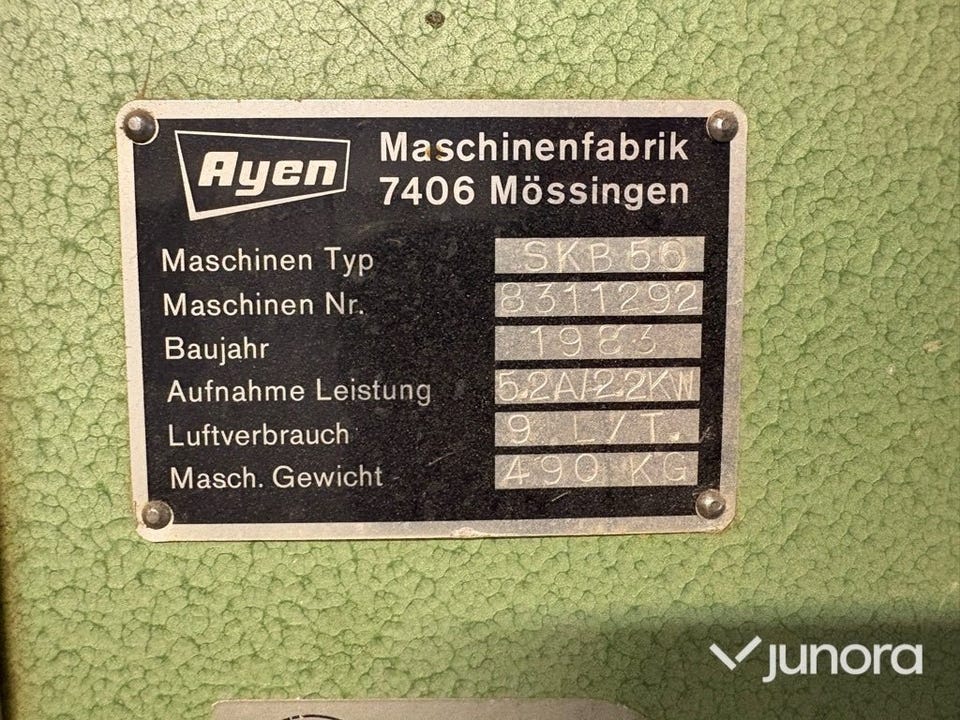 Ayen
Maschinenfabrik
7406 Mössingen
Maschinen Typ SKB 56
Maschinen Nr. 8311292
Baujahr 1983
Aufnahme Leistung 5.2A/2.2KW
Luftverbrauch 9 L/T.
Masch. Gewicht 490 KG
junora